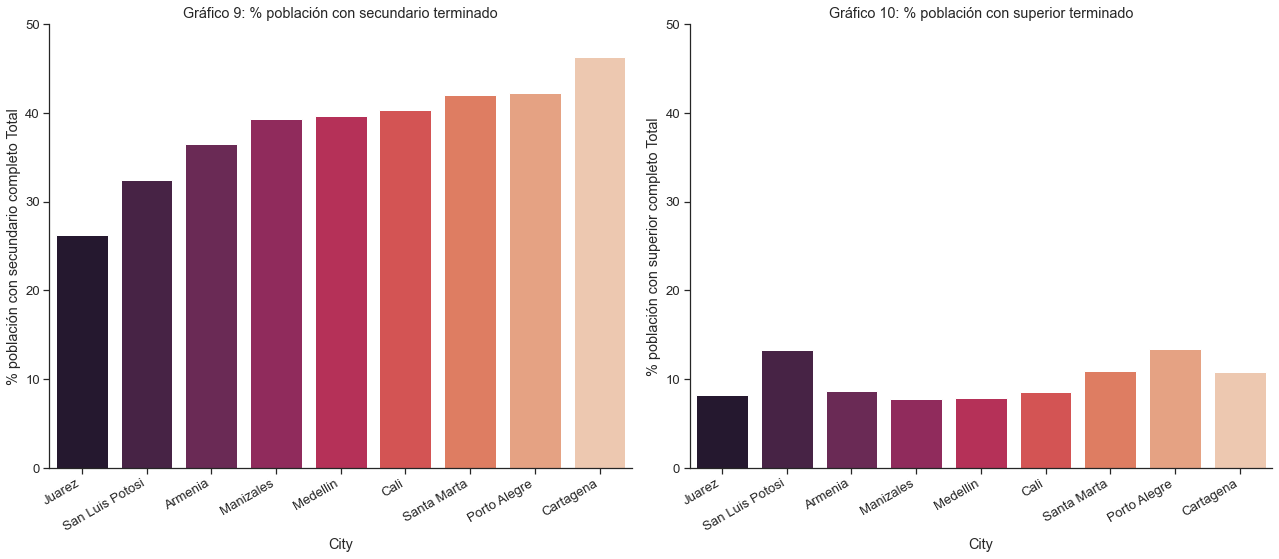 Gráfico 9: % población con secundario terminado
% población con secundario completo Total
50
40
30
20
10
0
Juarez
San Luis Potosi
Armenia
Manizales
Medellin
Cali
Santa Marta
Porto Alegre
Cartagena
City
Gráfico 10: % población con superior terminado
% población con superior completo Total
50
40
30
20
10
0
Juarez
San Luis Potosi
Armenia
Manizales
Medellin
Cali
Santa Marta
Porto Alegre
Cartagena
City